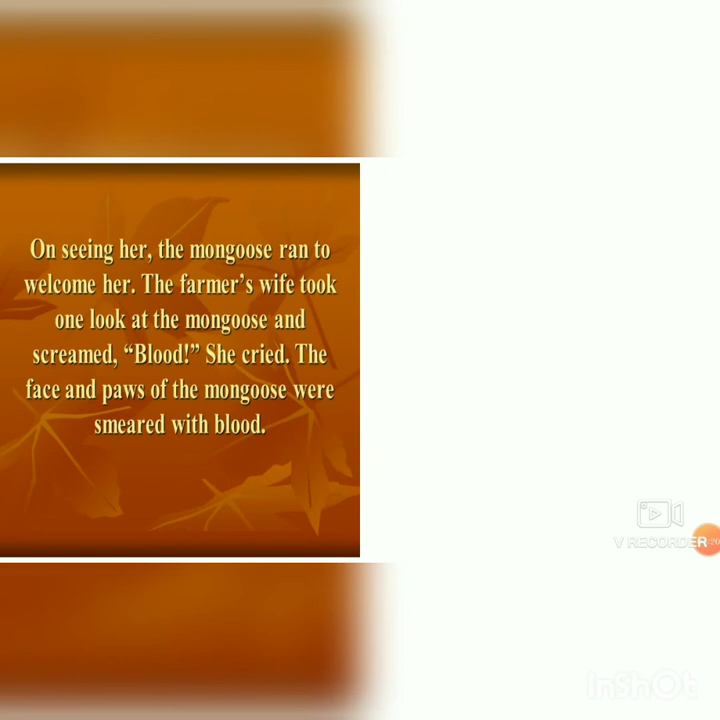 On seeing her, the mongoose ran to
welcome her. The farmer’s wife took
one look at the mongoose and
screamed, “Blood!” She cried. The
face and paws of the mongoose were
smeared with blood.
V RECORDER
:20
InShOt